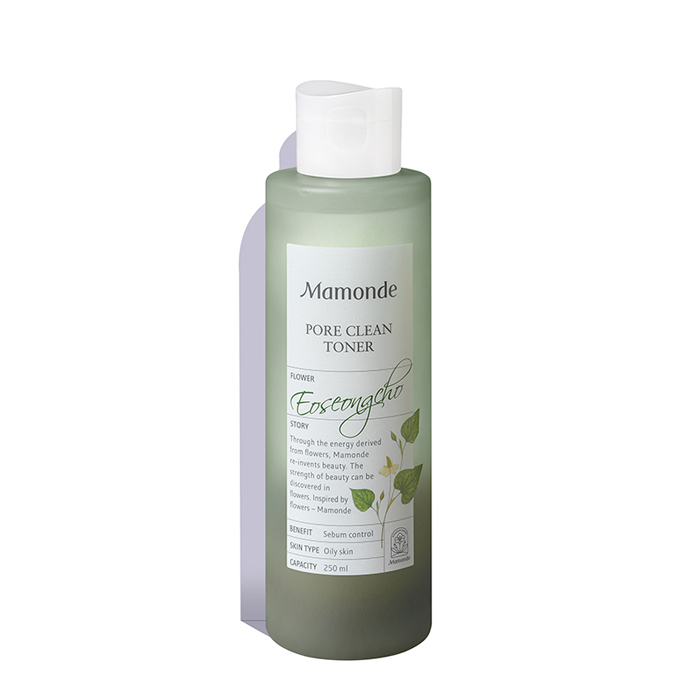 Mamonde
PORE CLEAN
TONER
FLOWER
Eoseongcho
STORY
Through the energy derived
from flowers, Mamonde
re-invents beauty. The
strength of beauty can be
discovered in
flowers. Inspired by
flowers – Mamonde
BENEFIT Sebum control
SKIN TYPE Oily skin
CAPACITY 250 ml
Mamonde